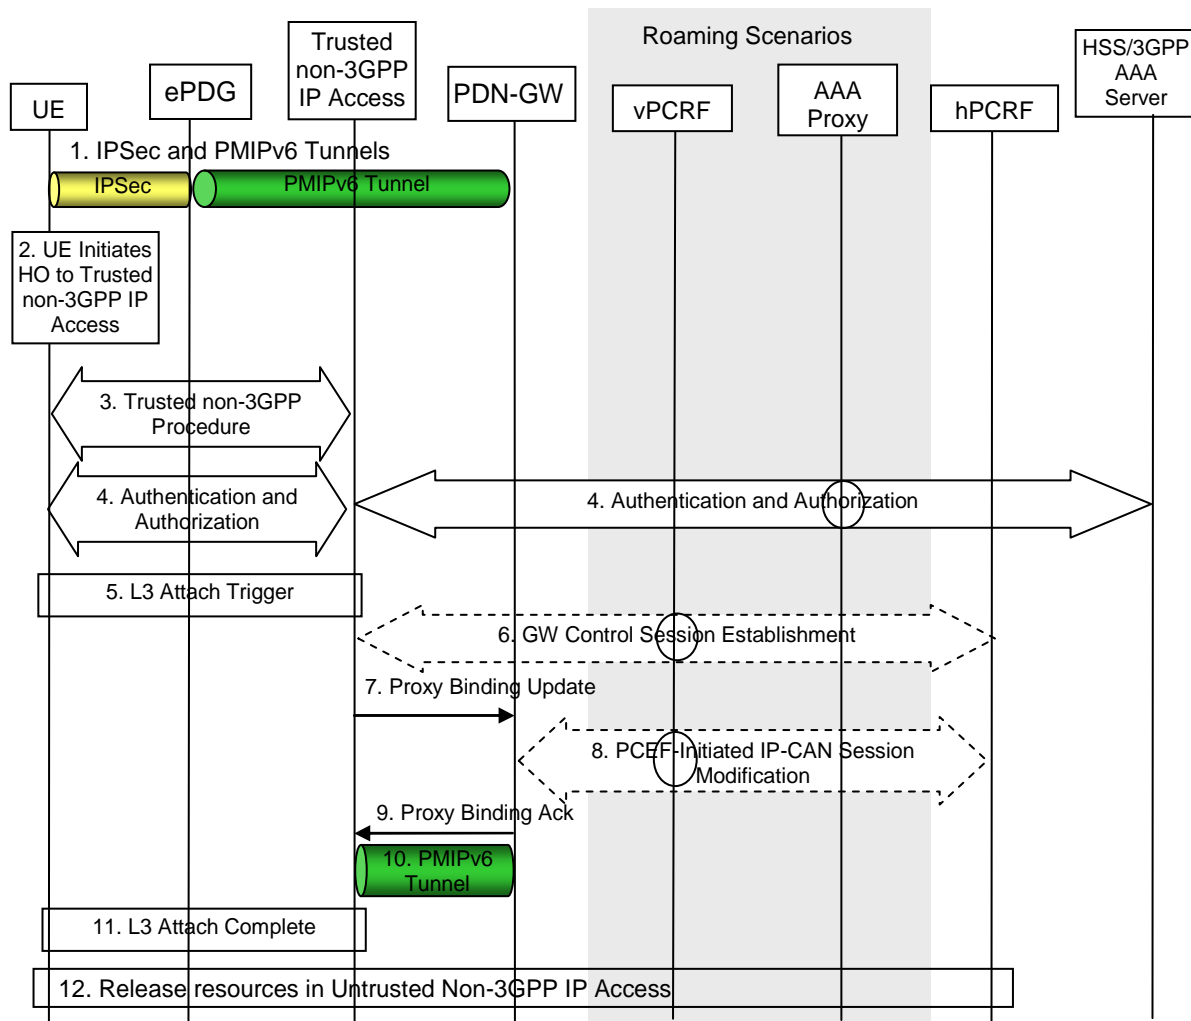 Roaming Scenarios
UE
ePDG
Trusted
non-3GPP
IP Access
PDN-GW
vPCRF
AAA
Proxy
hPCRF
HSS/3GPP
AAA
Server
1. IPSec and PMIPv6 Tunnels
IPSec
PMIPv6 Tunnel
2. UE Initiates
HO to Trusted
non-3GPP IP
Access
3. Trusted non-3GPP
Procedure
4. Authentication and
Authorization
4. Authentication and Authorization
5. L3 Attach Trigger
6. GW Control Session Establishment
7. Proxy Binding Update
8. PCEF-Initiated IP-CAN Session
Modification
9. Proxy Binding Ack
10. PMIPv6
Tunnel
11. L3 Attach Complete
12. Release resources in Untrusted Non-3GPP IP Access